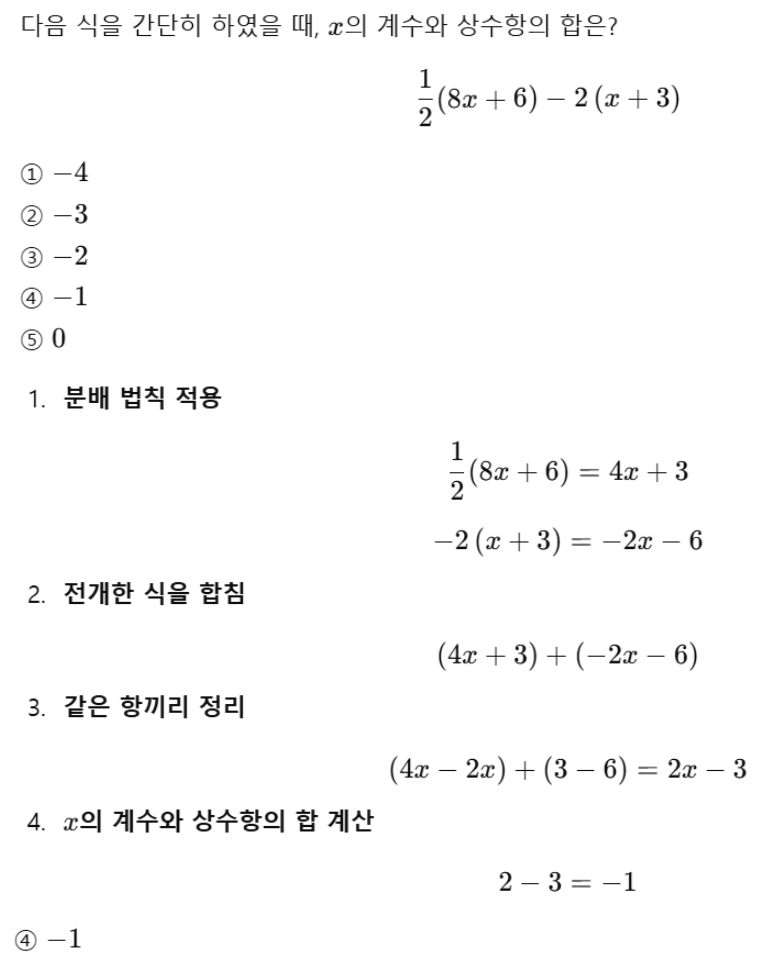 다음 식을 간단히 하였을 때, x의 계수와 상수항의 합은?
\frac{1}{2}(8x + 6) − 2 (x + 3)
① −4
② −3
③ −2
④ −1
⑤ 0
1. 분배 법칙 적용
\frac{1}{2}(8x + 6) = 4x + 3
−2 (x + 3) = −2x − 6
2. 전개한 식을 합침
(4x + 3) + (−2x − 6)
3. 같은 항끼리 정리
(4x − 2x) + (3 − 6) = 2x − 3
4. x의 계수와 상수항의 합 계산
2 − 3 = −1
④ −1